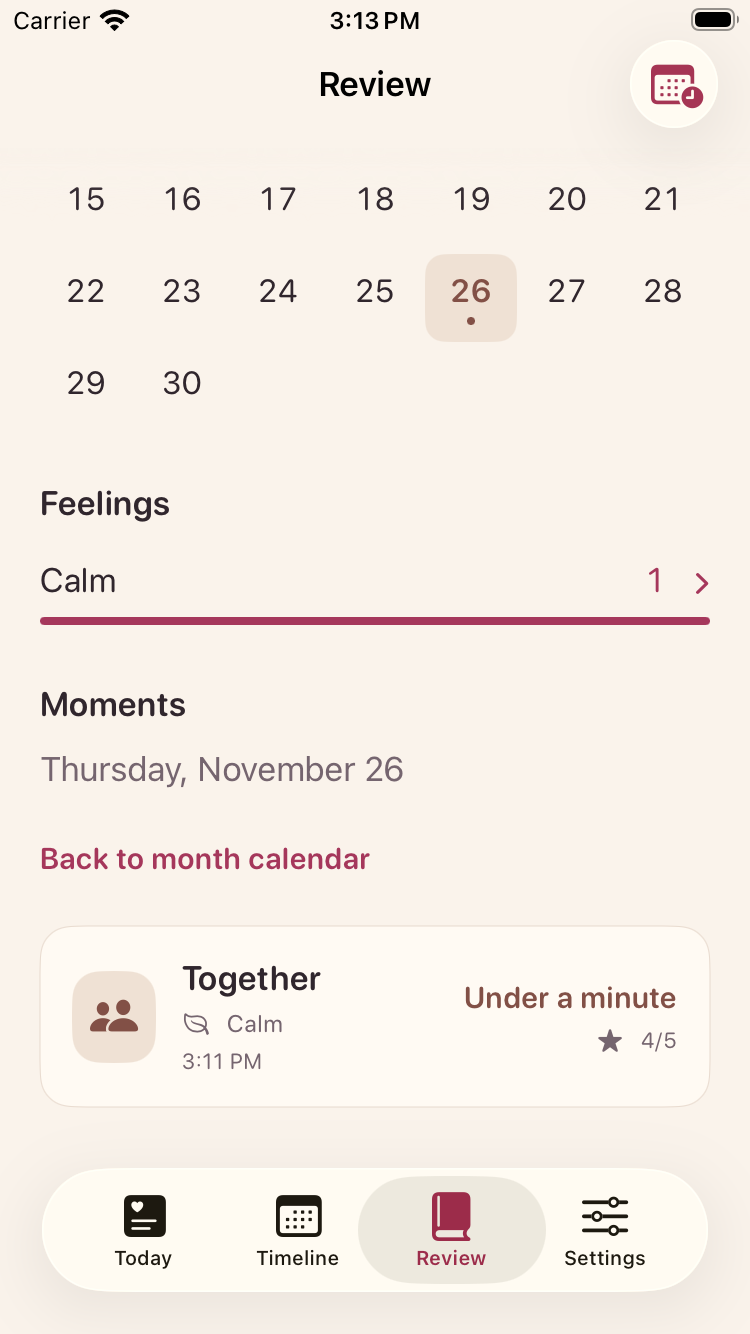 Carrier 3:13 PM
Review
15 16 17 18 19 20 21
22 23 24 25 26 27 28
29 30
Feelings
Calm 1
Moments
Thursday, November 26
Back to month calendar
Together
Calm
3:11 PM
Under a minute
4/5
Today Timeline Review Settings